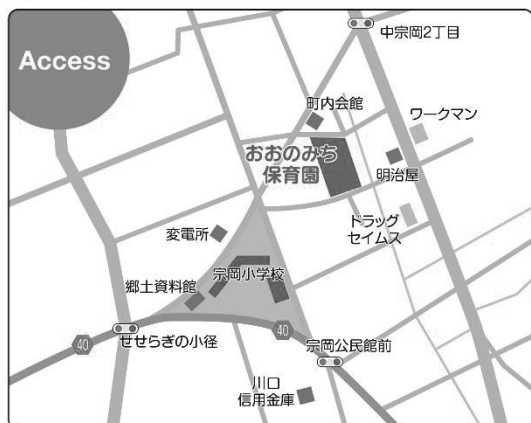 Access
中宗岡2丁目
町内会館
ワークマン
おおのみち
保育園
明治屋
ドラッグ
セイムス
変電所
宗岡小学校
郷土資料館
40
せせらぎの小径
40
宗岡公民館前
川口
信用金庫